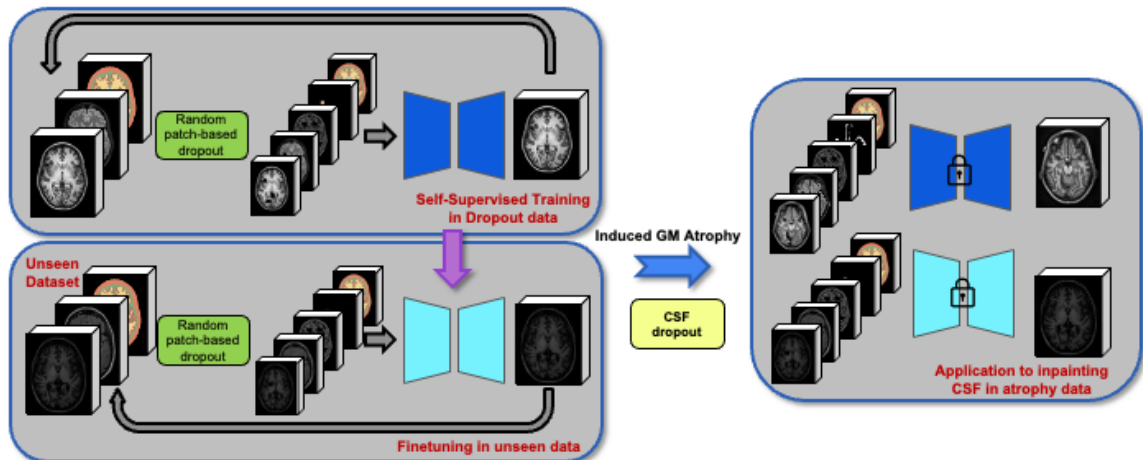 Random
patch-based
dropout
Self-Supervised Training
in Dropout data
Unseen
Dataset
Random
patch-based
dropout
Finetuning in unseen data
Induced GM Atrophy
CSF
dropout
Application to inpainting
CSF in atrophy data